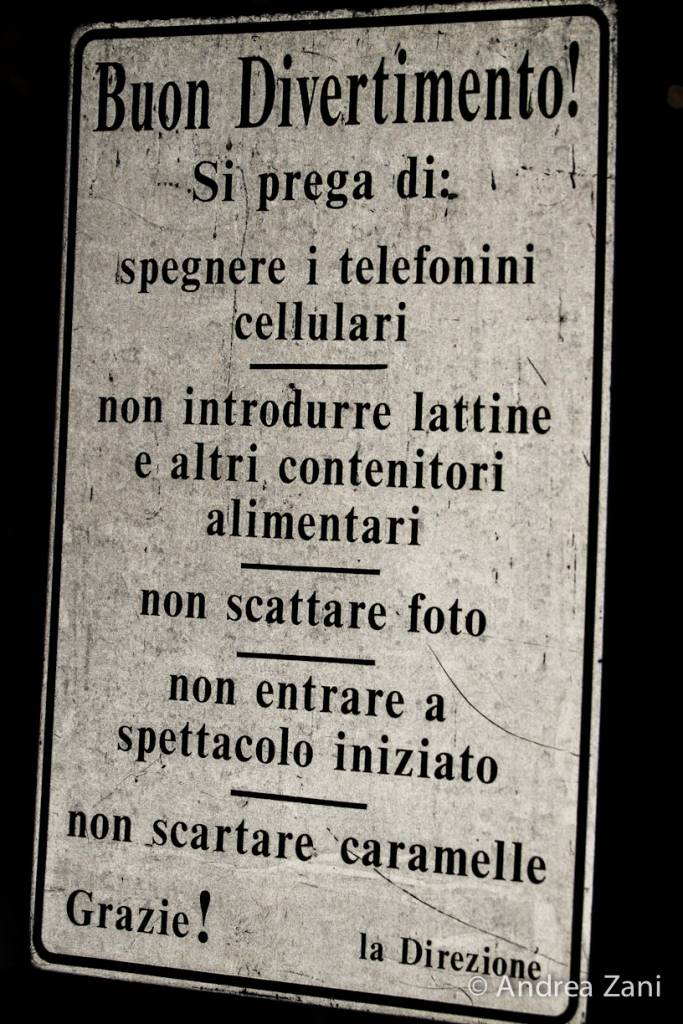 Buon Divertimento!
Si prega di:
spegnere i telefonini
cellulari
non introdurre lattine
e altri contenitori
alimentari
non scattare foto
non entrare a
spettacolo iniziato
non scartare caramelle
Grazie!
la Direzione
© Andrea Zani